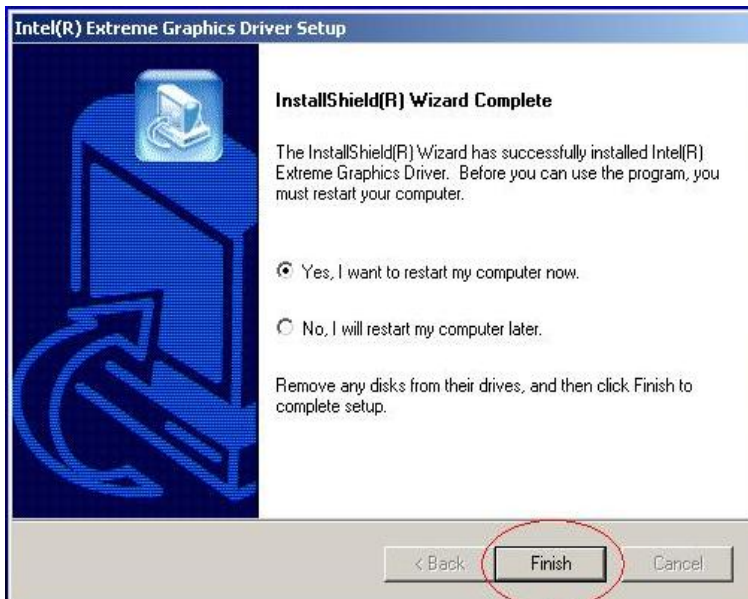 Intel(R) Extreme Graphics Driver Setup
InstallShield(R) Wizard Complete
The InstallShield(R) Wizard has successfully installed Intel(R)
Extreme Graphics Driver. Before you can use the program, you
must restart your computer.
Yes, I want to restart my computer now.
No, I will restart my computer later.
Remove any disks from their drives, and then click Finish to
complete setup.
< Back Finish Cancel